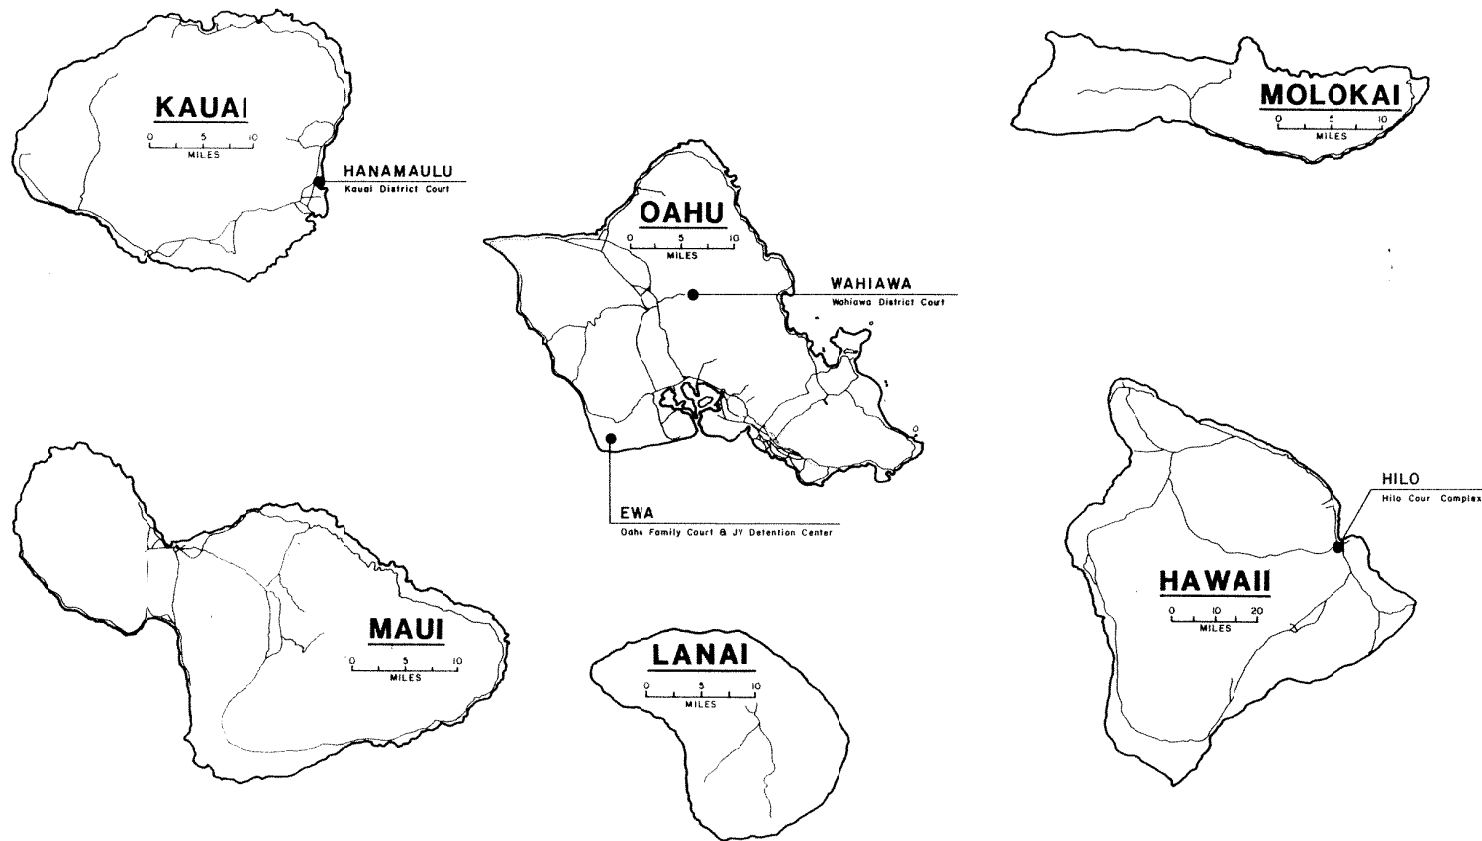 KAUAI
0 5 10
MILES
HANAMAULU
Kauai District Court
MOLOKAI
0 5 10
MILES
OAHU
0 5 10
MILES
WAHIAWA
Wahiawa District Court
EWA
Oahu Family Court & JV Detention Center
HILO
Hilo Cour Complex
HAWAII
0 10 20
MILES
MAUI
0 5 10
MILES
LANAI
0 5 10
MILES